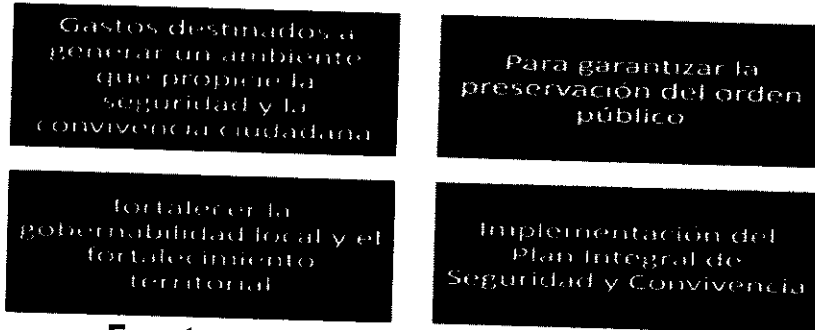 Gastos destinados a
generar un ambiente
que propicie la
seguridad y la
convivencia ciudadana
Para garantizar la
preservación del orden
público
fortalecer la
gobernabilidad local y el
fortalecimiento
territorial
Implementación del
Plan Integral de
Seguridad y Convivencia